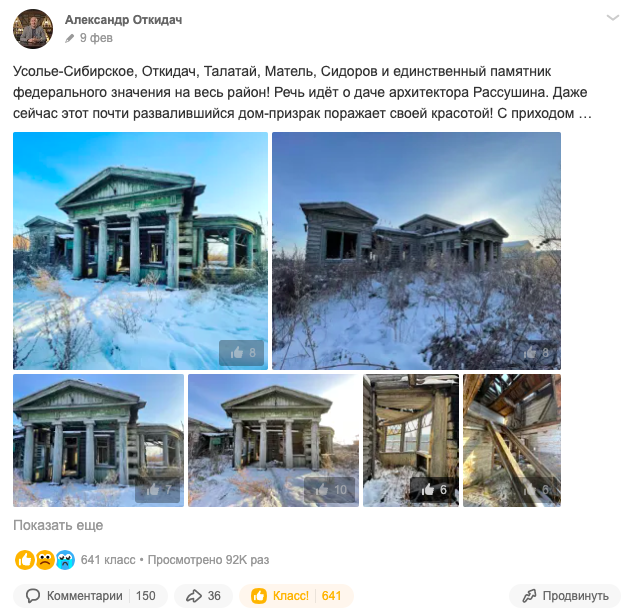 Александр Откидач
9 фев
Усолье-Сибирское, Откидач, Талатай, Матель, Сидоров и единственный памятник
федерального значения на весь район! Речь идёт о даче архитектора Рассушина. Даже
сейчас этот почти развалившийся дом-призрак поражает своей красотой! С приходом ...
8
8
7
10
6
6
Показать еще
641 класс • Просмотрено 92K раз
Комментарии 150
36
Класс! 641
Продвинуть